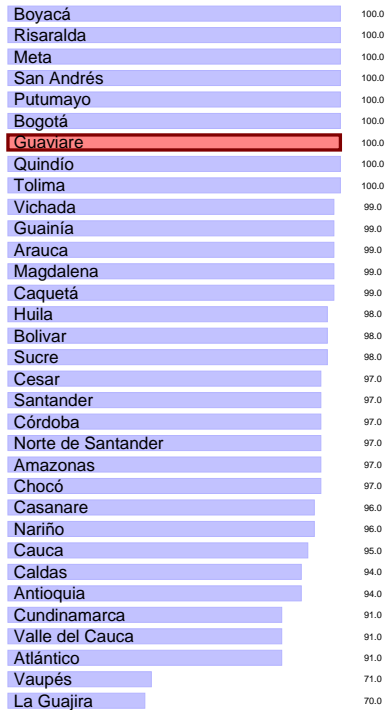 Boyacá 100.0
Risaralda 100.0
Meta 100.0
San Andrés 100.0
Putumayo 100.0
Bogotá 100.0
Guaviare 100.0
Quindío 100.0
Tolima 100.0
Vichada 99.0
Guainía 99.0
Arauca 99.0
Magdalena 99.0
Caquetá 99.0
Huila 98.0
Bolivar 98.0
Sucre 98.0
Cesar 97.0
Santander 97.0
Córdoba 97.0
Norte de Santander 97.0
Amazonas 97.0
Chocó 97.0
Casanare 96.0
Nariño 96.0
Cauca 95.0
Caldas 94.0
Antioquia 94.0
Cundinamarca 91.0
Valle del Cauca 91.0
Atlántico 91.0
Vaupés 71.0
La Guajira 70.0